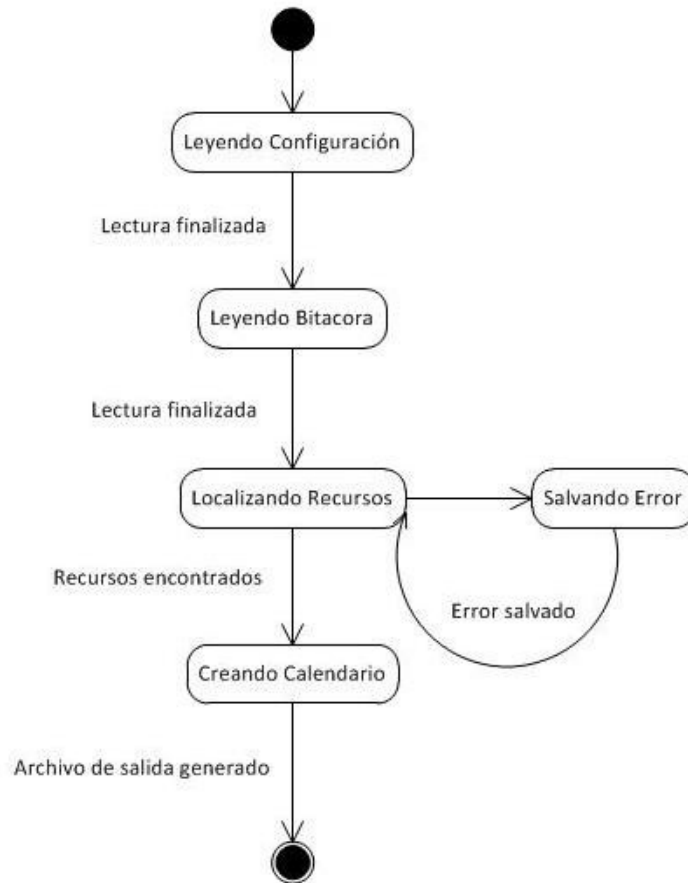 Leyendo Configuración
Lectura finalizada
Leyendo Bitacora
Lectura finalizada
Localizando Recursos
Salvando Error
Recursos encontrados
Error salvado
Creando Calendario
Archivo de salida generado